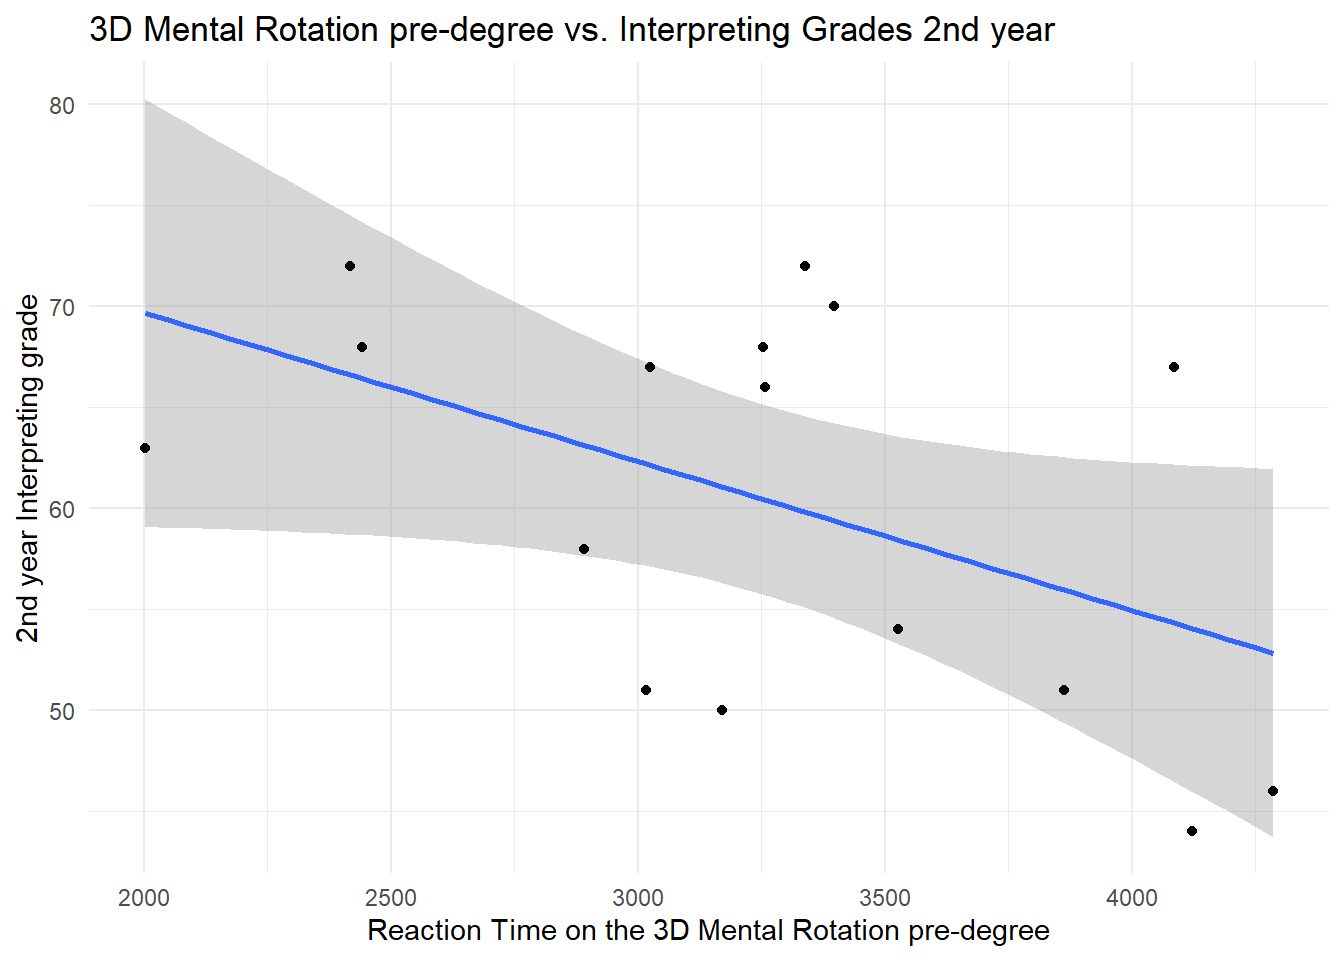 3D Mental Rotation pre-degree vs. Interpreting Grades 2nd year
2nd year Interpreting grade
80
70
60
50
2000 2500 3000 3500 4000
Reaction Time on the 3D Mental Rotation pre-degree